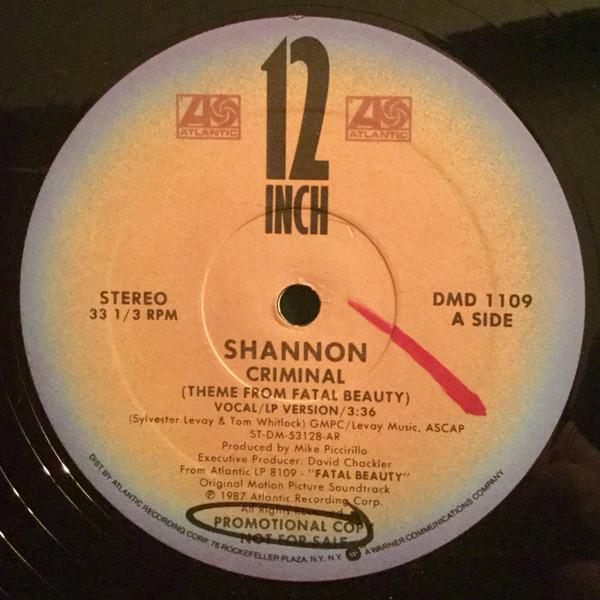 12
INCH
ATLANTIC
ATLANTIC
STEREO
33 1/3 RPM
DMD 1109
A SIDE
SHANNON
CRIMINAL
(THEME FROM FATAL BEAUTY)
VOCAL/LP VERSION/3:36
(Sylvester Levay & Tom Whitlock) GMPC/Levay Music, ASCAP
ST-DM-53128-AR
Produced by Mike Piccirillo
Executive Producer: David Chackler
From Atlantic LP 8109 - "FATAL BEAUTY"
Original Motion Picture Soundtrack
℗ 1987 Atlantic Recording Corp.
All Rights Reserved
PROMOTIONAL COPY
NOT FOR SALE
DIST. BY ATLANTIC RECORDING CORP. 75 ROCKEFELLER PLAZA, N.Y., N.Y. A WARNER COMMUNICATIONS COMPANY